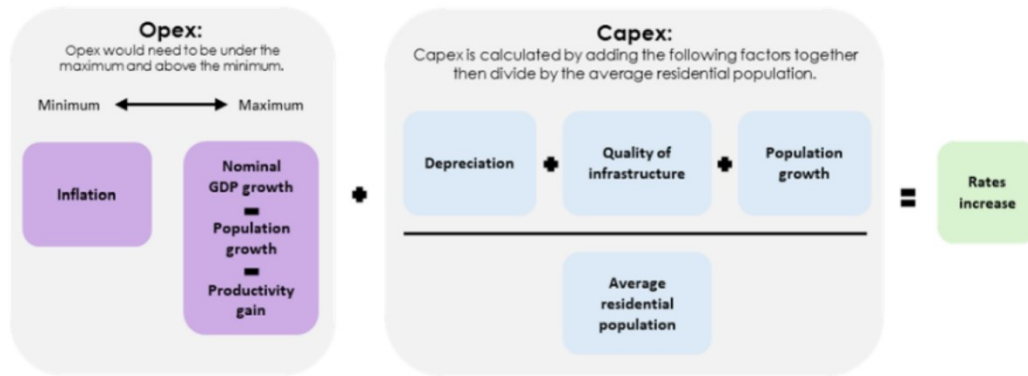 Opex:
Opex would need to be under the
maximum and above the minimum.
Minimum
Maximum
Inflation
Nominal
GDP growth
-
Population
growth
-
Productivity
gain
+
Capex:
Capex is calculated by adding the following factors together
then divide by the average residential population.
Depreciation
+
Quality of
infrastructure
+
Population
growth
Average
residential
population
=
Rates
increase